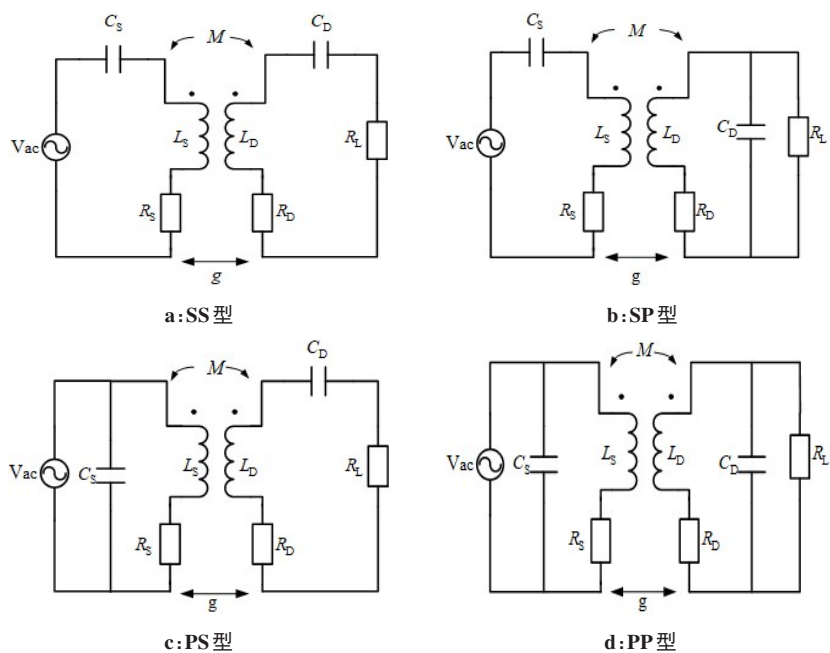 C_S M C_D
Vac L_S L_D R_L
R_S R_D
g
a:SS型
C_S M
Vac L_S L_D C_D R_L
R_S R_D
g
b:SP型
M C_D
Vac C_S L_S L_D R_L
R_S R_D
g
c:PS型
M
Vac C_S L_S L_D C_D R_L
R_S R_D
g
d:PP型